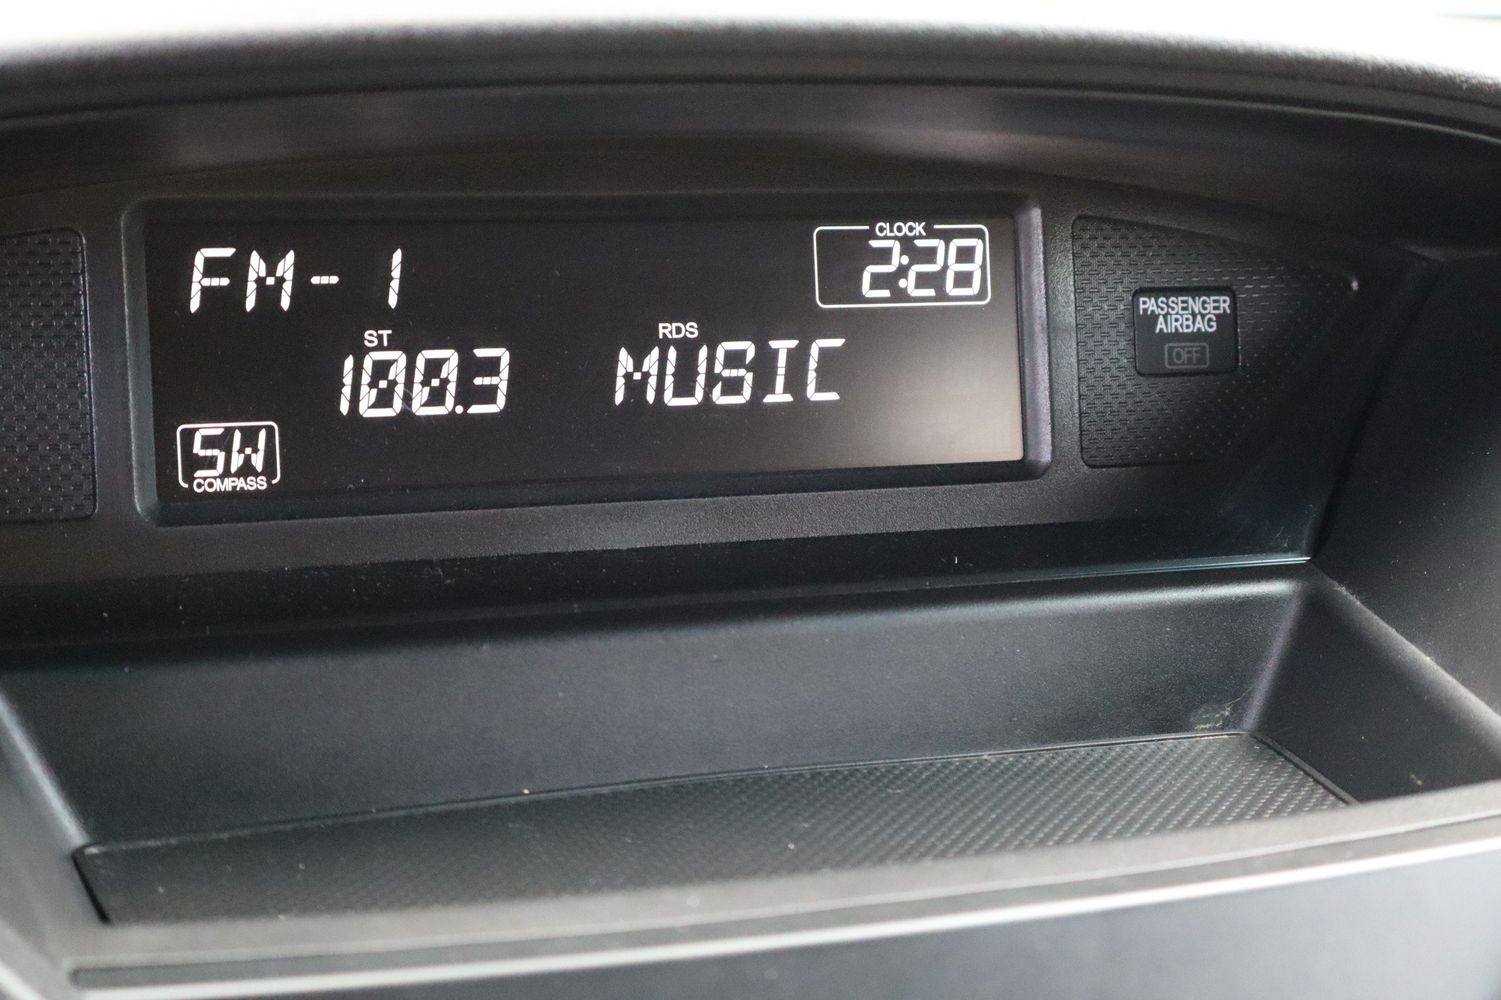 FM-1
CLOCK
2:28
ST
100.3
RDS
MUSIC
SW
COMPASS
PASSENGER
AIRBAG
OFF